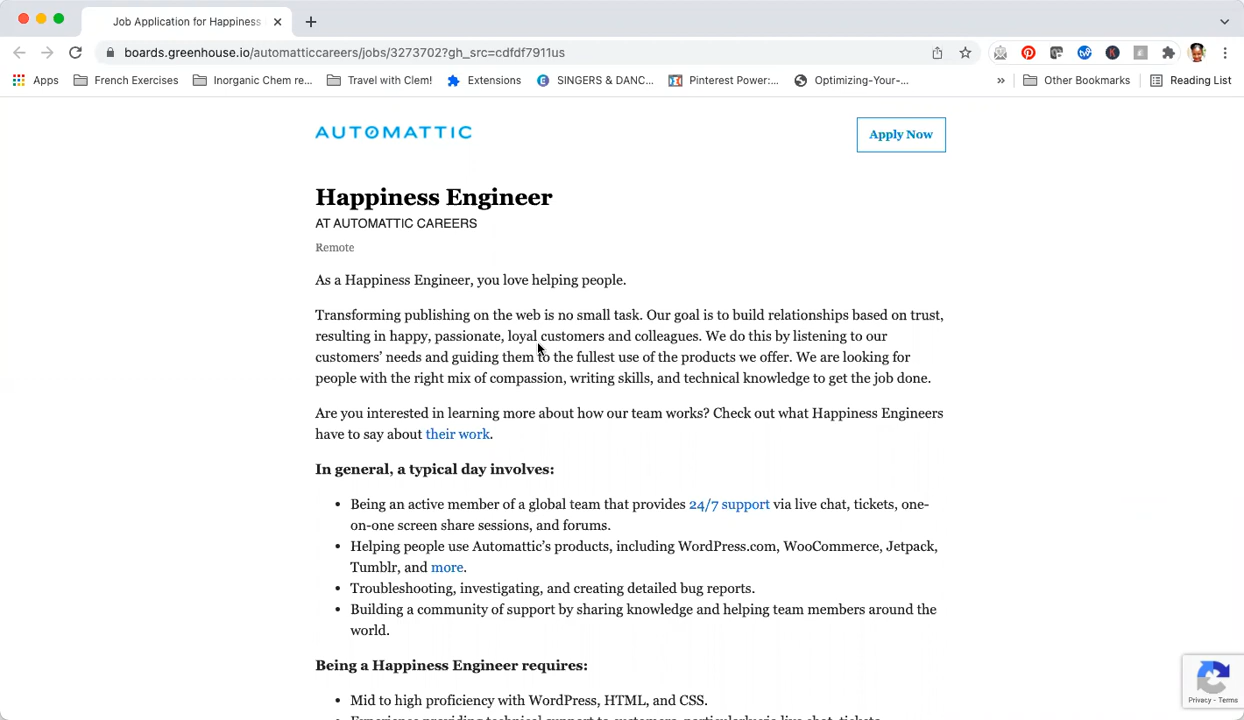 Job Application for Happiness
boards.greenhouse.io/automatticcareers/jobs/3273702?gh_src=cdfdf7911us
Apps French Exercises Inorganic Chem re... Travel with Clem! Extensions SINGERS & DANC... Pinterest Power:... Optimizing-Your-... » Other Bookmarks Reading List
AUTOMATTIC
Apply Now
Happiness Engineer
AT AUTOMATTIC CAREERS
Remote
As a Happiness Engineer, you love helping people.
Transforming publishing on the web is no small task. Our goal is to build relationships based on trust,
resulting in happy, passionate, loyal customers and colleagues. We do this by listening to our
customers’ needs and guiding them to the fullest use of the products we offer. We are looking for
people with the right mix of compassion, writing skills, and technical knowledge to get the job done.
Are you interested in learning more about how our team works? Check out what Happiness Engineers
have to say about their work.
In general, a typical day involves:
• Being an active member of a global team that provides 24/7 support via live chat, tickets, one-
on-one screen share sessions, and forums.
• Helping people use Automattic’s products, including WordPress.com, WooCommerce, Jetpack,
Tumblr, and more.
• Troubleshooting, investigating, and creating detailed bug reports.
• Building a community of support by sharing knowledge and helping team members around the
world.
Being a Happiness Engineer requires:
• Mid to high proficiency with WordPress, HTML, and CSS.
Privacy - Terms